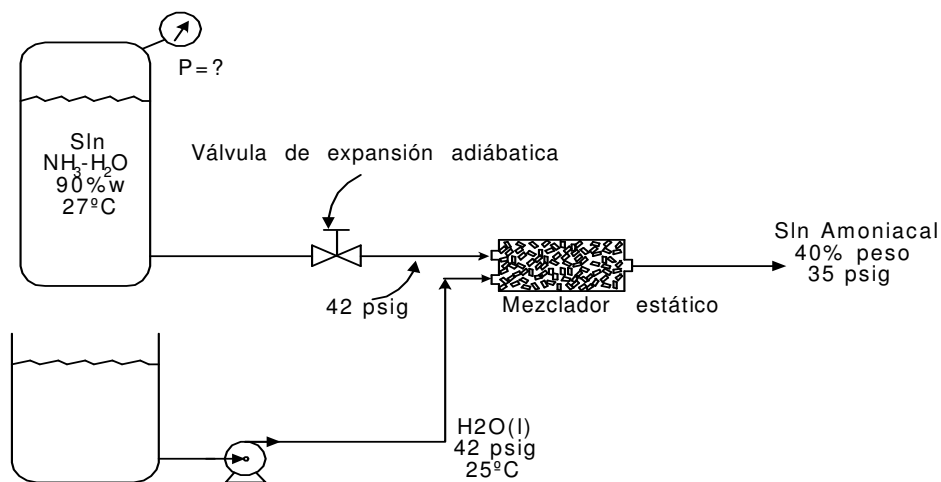 P=?
Sln
NH3-H2O
90%w
27ºC
Válvula de expansión adiábatica
42 psig
Mezclador estático
Sln Amoniacal
40% peso
35 psig
H2O(l)
42 psig
25ºC